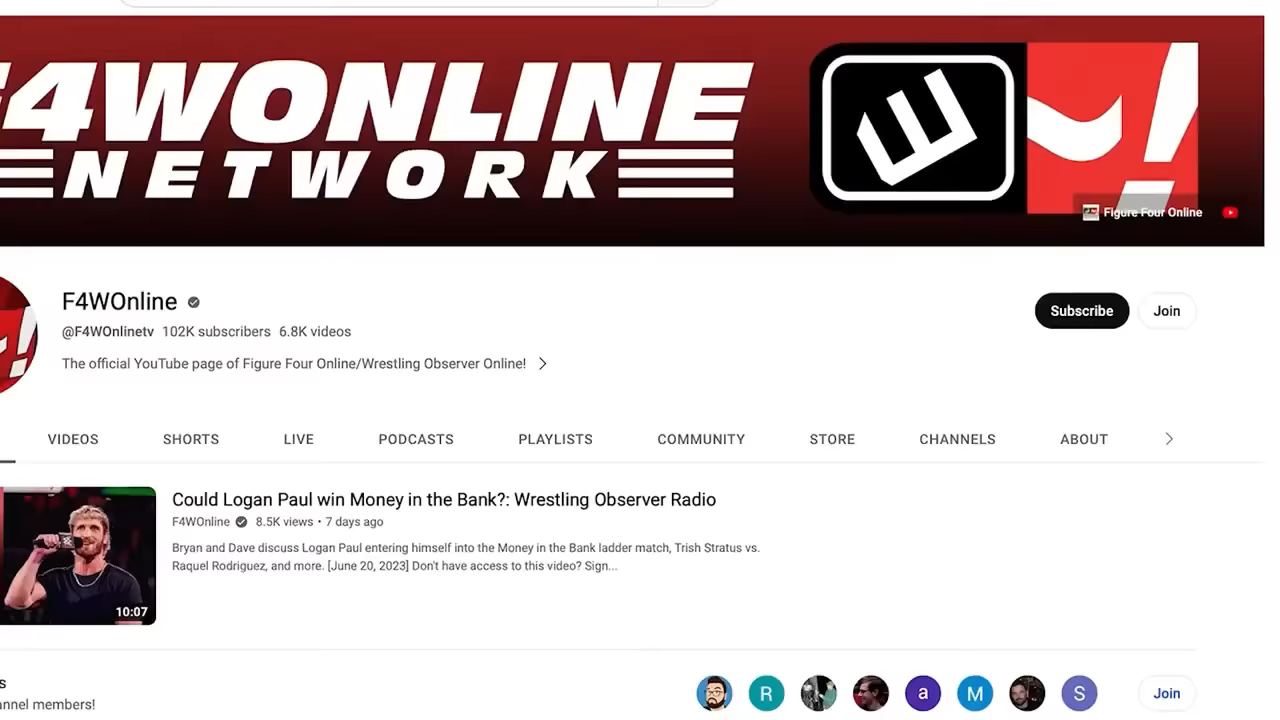 F4WONLINE
NETWORK
Figure Four Online
F4WOnline
@F4WOnlinetv 102K subscribers 6.8K videos
The official YouTube page of Figure Four Online/Wrestling Observer Online!
Subscribe
Join
VIDEOS SHORTS LIVE PODCASTS PLAYLISTS COMMUNITY STORE CHANNELS ABOUT
Could Logan Paul win Money in the Bank?: Wrestling Observer Radio
F4WOnline 8.5K views • 7 days ago
Bryan and Dave discuss Logan Paul entering himself into the Money in the Bank ladder match, Trish Stratus vs.
Raquel Rodriguez, and more. [June 20, 2023] Don't have access to this video? Sign...
10:07
s
annel members!
R a M S
Join